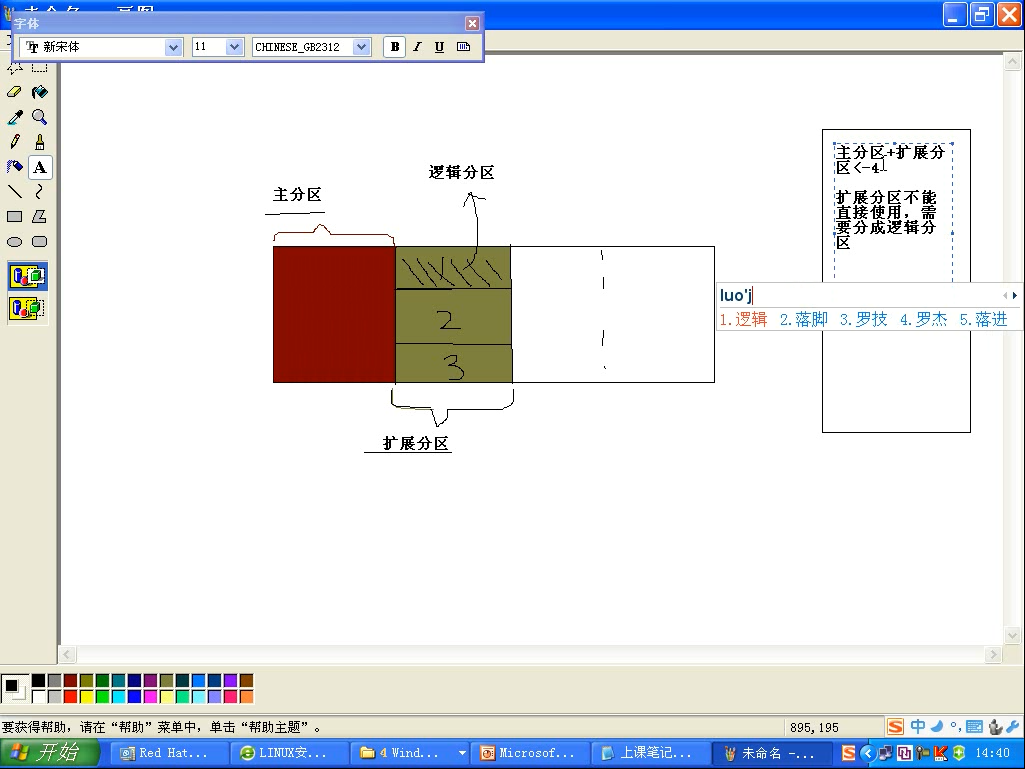 字体
新宋体
11
CHINESE_GB2312
B
I
U
A
主分区
逻辑分区
2
3
扩展分区
主分区+扩展分
区<-4
扩展分区不能
直接使用，需
要分成逻辑分
区
luo'j
1.逻辑 2.落脚 3.罗技 4.罗杰 5.落进
要获得帮助，请在“帮助”菜单中，单击“帮助主题”。
895,195
中
开始
Red Hat...
LINUX安...
4 Wind...
Microsof...
上课笔记...
未命名 -...
14:40